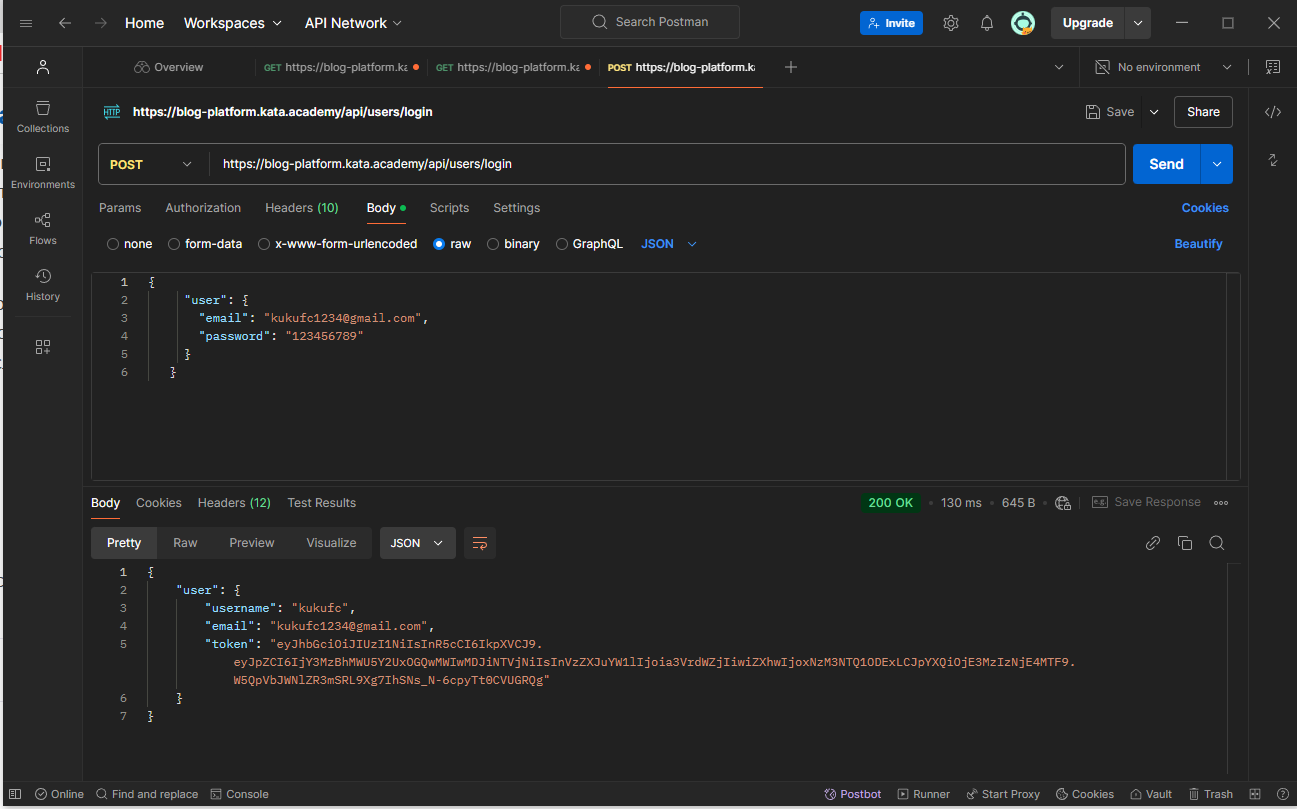 Home Workspaces API Network Search Postman Invite Upgrade
Overview GET https://blog-platform.ka GET https://blog-platform.ka POST https://blog-platform.ka No environment
HTTP https://blog-platform.kata.academy/api/users/login Save Share
Collections
POST https://blog-platform.kata.academy/api/users/login Send
Environments
Params Authorization Headers (10) Body Scripts Settings Cookies
Flows
none form-data x-www-form-urlencoded raw binary GraphQL JSON Beautify
History
1 {
2 "user": {
3 "email": "kukufc1234@gmail.com",
4 "password": "123456789"
5 }
6 }
Body Cookies Headers (12) Test Results 200 OK 130 ms 645 B e.g. Save Response
Pretty Raw Preview Visualize JSON
1 {
2 "user": {
3 "username": "kukufc",
4 "email": "kukufc1234@gmail.com",
5 "token": "eyJhbGciOiJIUzI1NiIsInR5cCI6IkpXVCJ9.
eyJpZCI6IjY3MzBhMWU5Y2UxOGQwMWIwMDJiNTVjNiIsInVzZXJuYW1lIjoia3VrdWZjIiwiZXhwIjoxNzM3NTQ1ODExLCJpYXQiOjE3MzIzNjE4MTF9.
W5QpVbJWNlZR3mSRL9Xg7IhSNs_N-6cpyTt0CVUGRQg"
6 }
7 }
Online Find and replace Console Postbot Runner Start Proxy Cookies Vault Trash